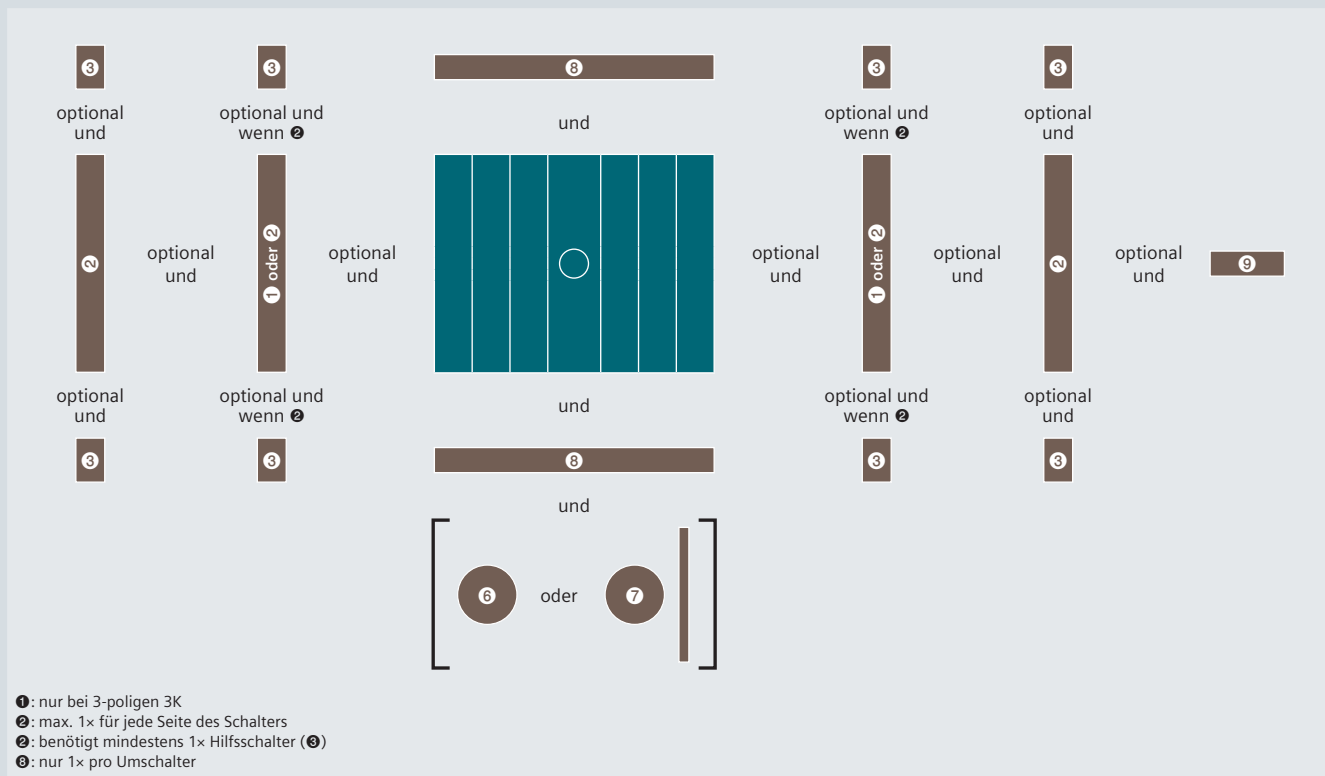 ❸ ❸ ❽ ❸ ❸
optional
und
optional und
wenn ❷
und
optional und
wenn ❷
optional
und
❷
optional
und
❶ oder ❷
optional
und
optional
und
❶ oder ❷
optional
und
❷
optional
und
❾
optional
und
optional und
wenn ❷
und
optional und
wenn ❷
optional
und
❸ ❸ ❽ ❸ ❸
und
❻ oder ❼
❶: nur bei 3-poligen 3K
❷: max. 1× für jede Seite des Schalters
❷: benötigt mindestens 1× Hilfsschalter (❸)
❽: nur 1× pro Umschalter